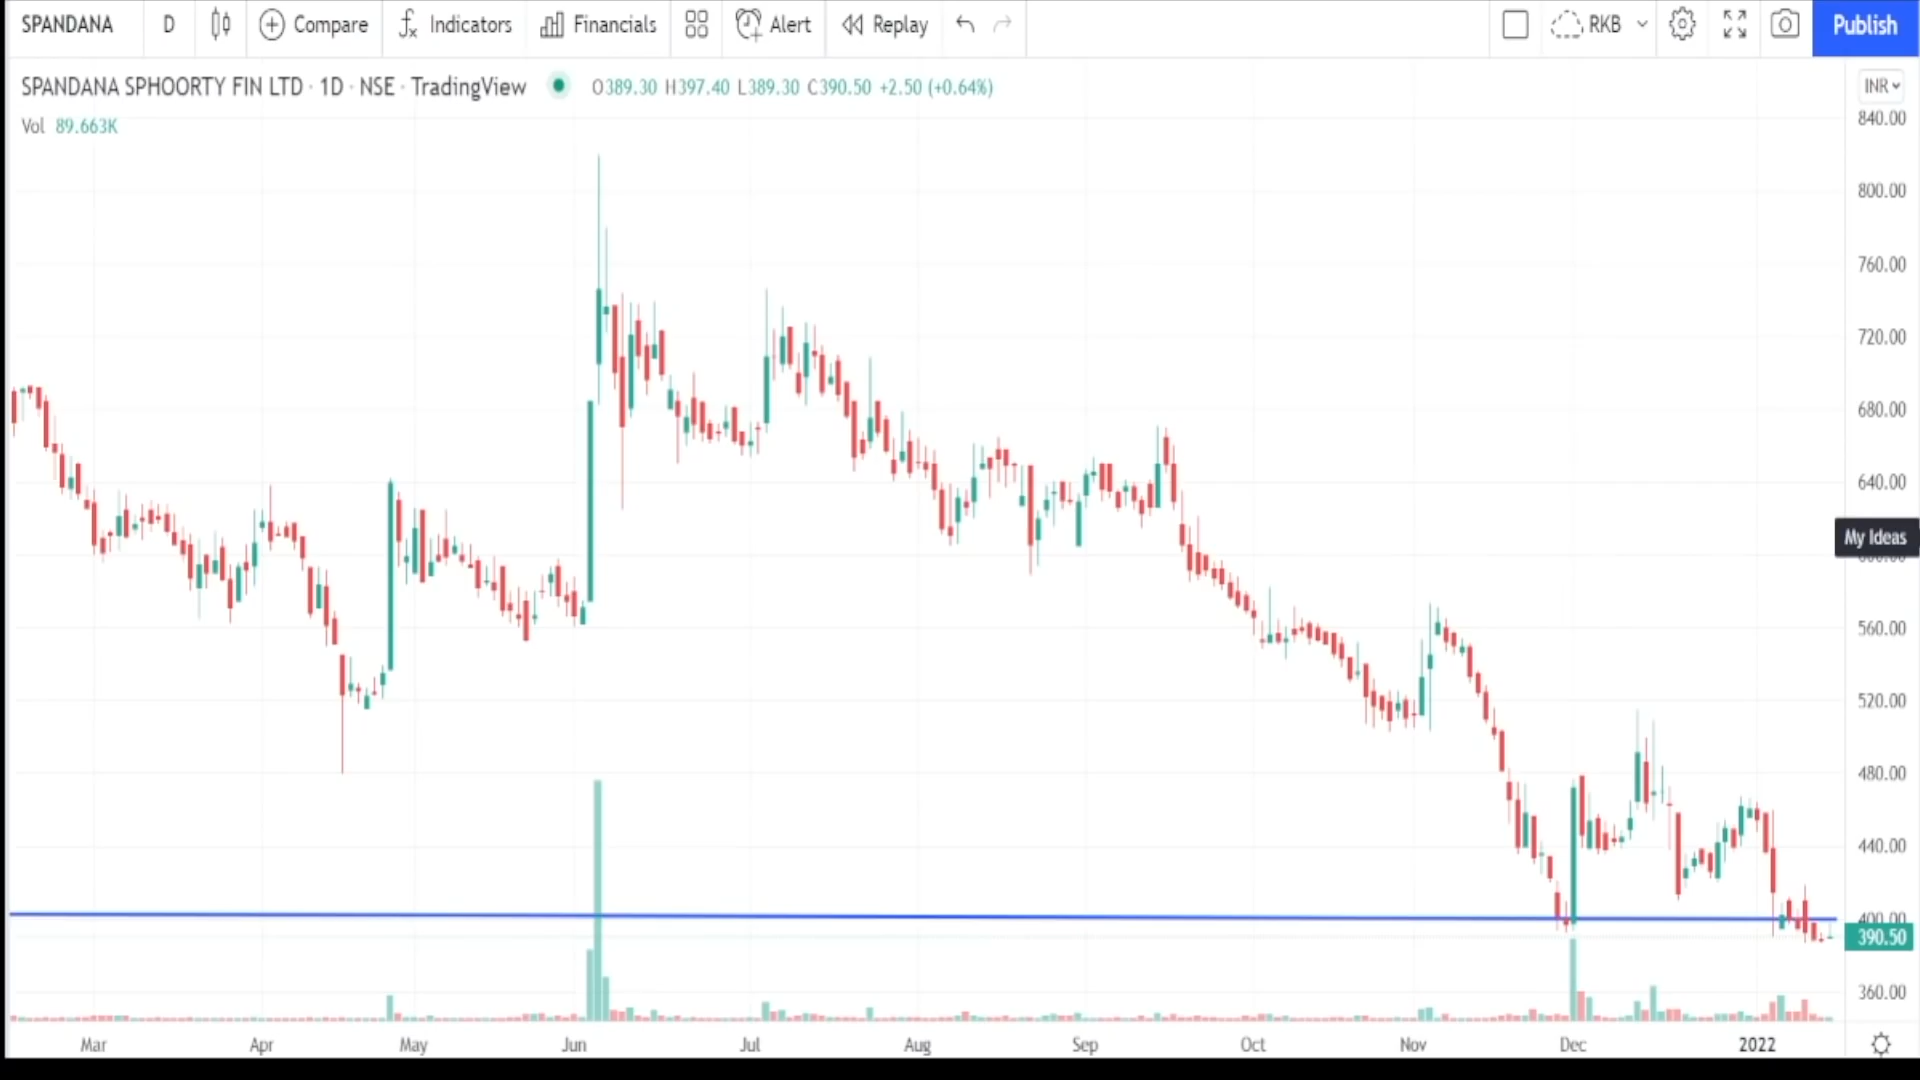 SPANDANA D Compare Indicators Financials Alert Replay RKB Publish
SPANDANA SPHOORTY FIN LTD · 1D · NSE · TradingView O389.30 H397.40 L389.30 C390.50 +2.50 (+0.64%)
INR
Vol 89.663K
840.00
800.00
760.00
720.00
680.00
640.00
My Ideas
560.00
520.00
480.00
440.00
400.00
390.50
360.00
Mar Apr May Jun Jul Aug Sep Oct Nov Dec 2022